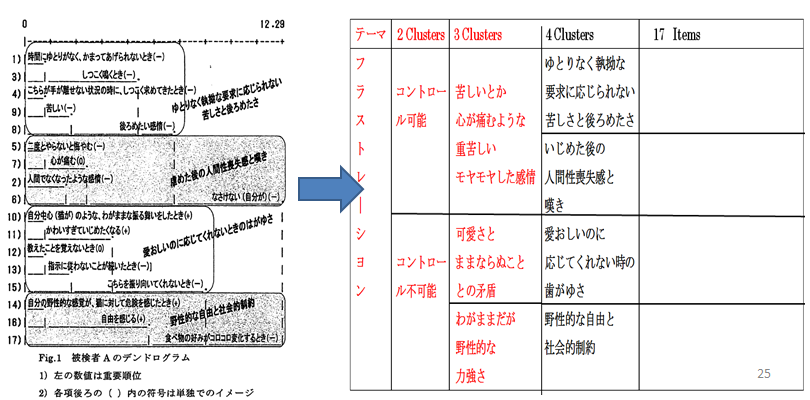 0 12.29
1) 時間にゆとりがなく、かまってあげられないとき(－)
3) しつこく鳴くとき(－)
4) こちらが手が離せない状況の時に、しつこく求めてきたとき(－)
9) 苦しい(－)
8) 後ろめたい感情(－)
ゆとりなく執拗な要求に応じられない
苦しさと後ろめたさ
5) 二度とやらないと悔やむ(－)
7) 心が痛む(0)
2) 人間でなくなったような感情(－)
6) なさけない(自分が)(－)
虐めた後の人間性喪失感と嘆き
10) 自分中心(猫が)のような、わがままな振る舞いをしたとき(+)
11) かわいすぎていじめたくなる(+)
12) 教えたことを覚えないとき(0)
13) 指示に従わないことが続いたとき(－)
15) こちらを振り向いてくれないとき(－)
愛おしいのに応じてくれないときのはがゆさ
14) 自分の野性的な感覚が、猫に対して危険を感じたとき(+)
16) 自由を感じる(+)
17) 食べ物の好みがコロコロ変化するとき(－)
野性的な自由と社会的制約
Fig.1 被検者Aのデンドログラム
1) 左の数値は重要順位
2) 各項後ろの( )内の符号は単独でのイメージ
テーマ 2 Clusters 3 Clusters 4 Clusters 17 Items
フラストレーション
コントロー
ル可能
苦しいとか
心が痛むような
重苦しい
モヤモヤした感情
ゆとりなく執拗な
要求に応じられない
苦しさと後ろめたさ
いじめた後の
人間性喪失感と
嘆き
コントロー
ル不可能
可愛さと
ままならぬこと
との矛盾
愛おしいのに
応じてくれない時の
歯がゆさ
わがままだが
野性的な
力強さ
野性的な自由と
社会的制約
25